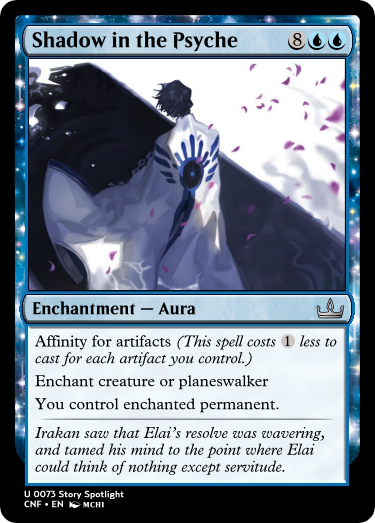 Shadow in the Psyche 8
Affinity for artifacts (This spell costs 1 less to
cast for each artifact you control.)
Enchant creature or planeswalker
You control enchanted permanent.
Irakan saw that Elai's resolve was wavering,
and tamed his mind to the point where Elai
could think of nothing except servitude.
Enchantment — Aura
U 0073 Story Spotlight
CNF • EN MCHI